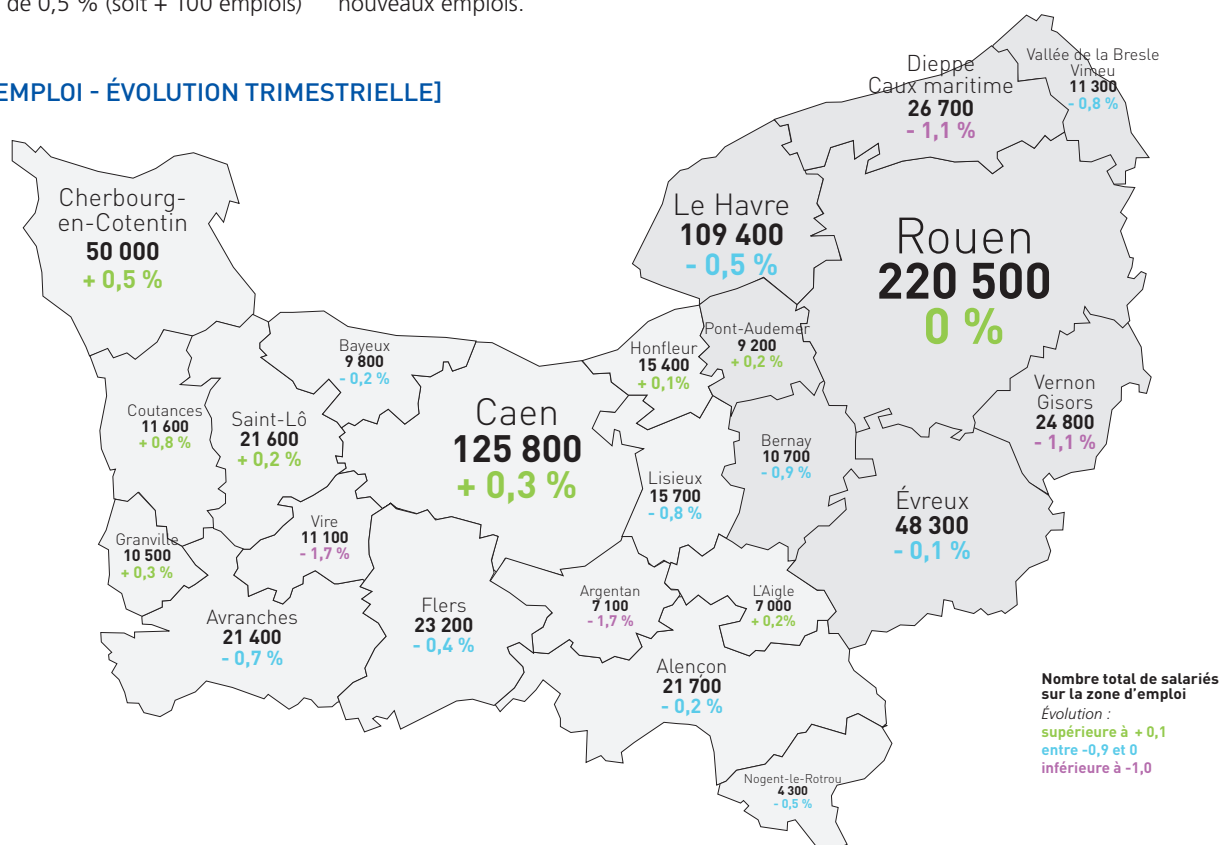 de 0,5 % (soit + 100 emplois)
nouveaux emplois.
EMPLOI - ÉVOLUTION TRIMESTRIELLE]
Vallée de la Bresle
Vimeu
11 300
- 0,8 %
Dieppe
Caux maritime
26 700
- 1,1 %
Cherbourg-
en-Cotentin
50 000
+ 0,5 %
Le Havre
109 400
- 0,5 %
Rouen
220 500
0 %
Pont-Audemer
9 200
+ 0,2 %
Honfleur
15 400
+ 0,1%
Bayeux
9 800
- 0,2 %
Vernon
Gisors
24 800
- 1,1 %
Coutances
11 600
+ 0,8 %
Saint-Lô
21 600
+ 0,2 %
Caen
125 800
+ 0,3 %
Bernay
10 700
- 0,9 %
Lisieux
15 700
- 0,8 %
Évreux
48 300
- 0,1 %
Granville
10 500
+ 0,3 %
Vire
11 100
- 1,7 %
Avranches
21 400
- 0,7 %
Flers
23 200
- 0,4 %
Argentan
7 100
- 1,7 %
L'Aigle
7 000
+ 0,2%
Alençon
21 700
- 0,2 %
Nogent-le-Rotrou
4 300
- 0,5 %
Nombre total de salariés
sur la zone d'emploi
Évolution :
supérieure à + 0,1
entre -0,9 et 0
inférieure à -1,0